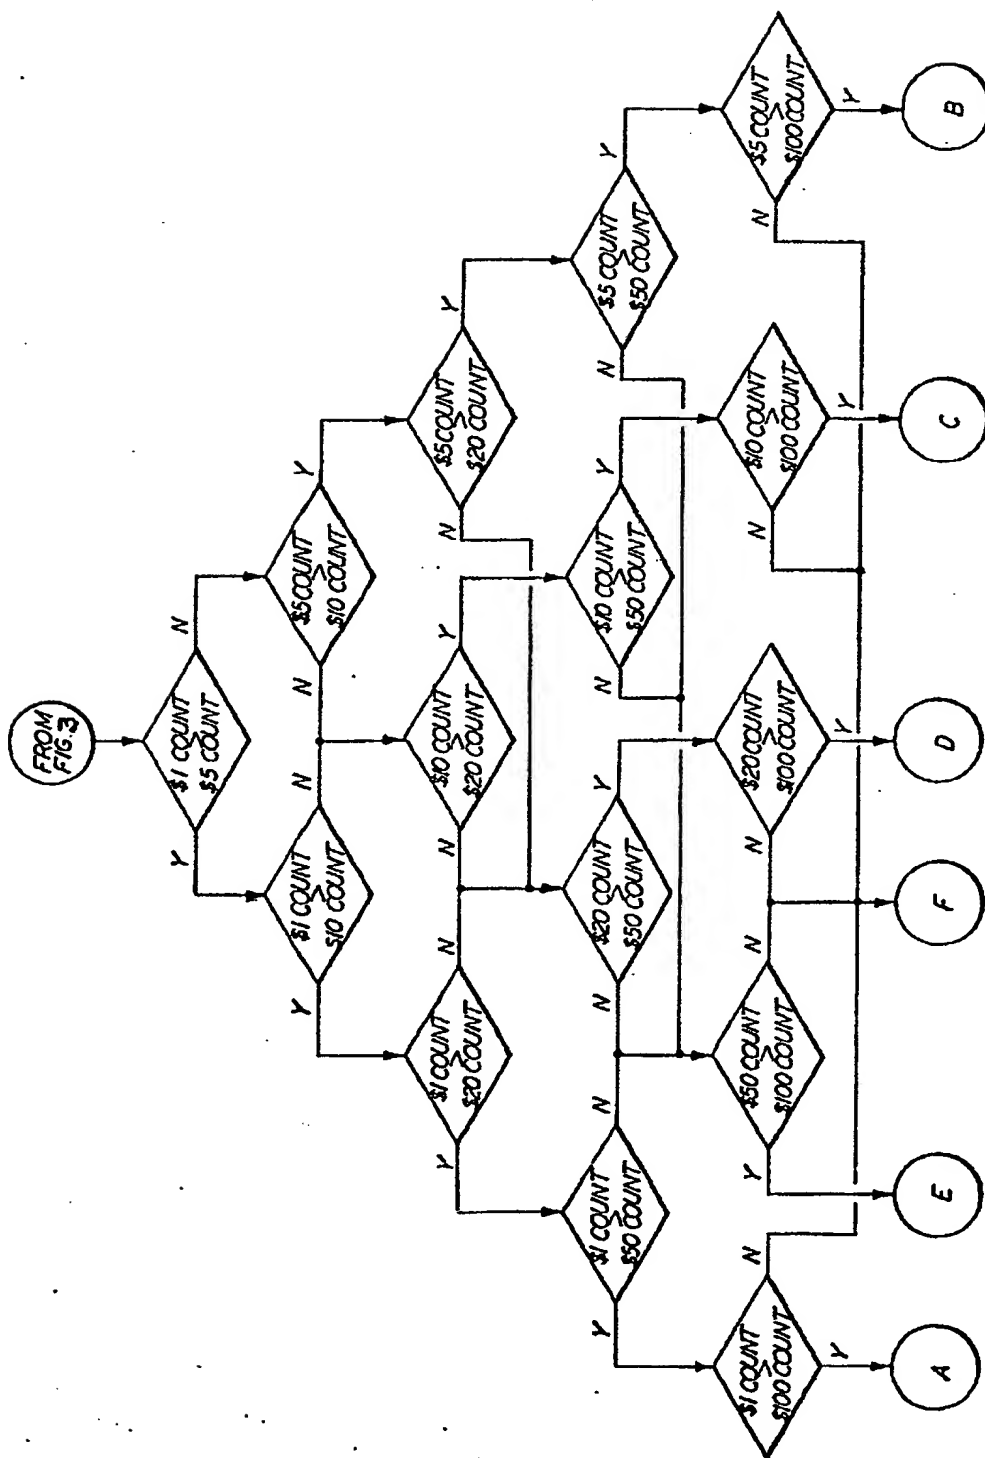 FROM
FIG.3
$1 COUNT
>
$5 COUNT
Y
N
$1 COUNT
>
$10 COUNT
$5 COUNT
>
$10 COUNT
Y
N
N
Y
$1 COUNT
>
$20 COUNT
$10 COUNT
>
$20 COUNT
$5 COUNT
>
$20 COUNT
Y
N
N
Y
N
Y
$1 COUNT
>
$50 COUNT
$20 COUNT
>
$50 COUNT
$10 COUNT
>
$50 COUNT
$5 COUNT
>
$50 COUNT
Y
N
N
Y
N
Y
N
Y
$1 COUNT
>
$100 COUNT
$50 COUNT
>
$100 COUNT
$20 COUNT
>
$100 COUNT
$10 COUNT
>
$100 COUNT
$5 COUNT
>
$100 COUNT
N
Y
N
N
N
N
Y
Y
Y
Y
A
E
F
D
C
B